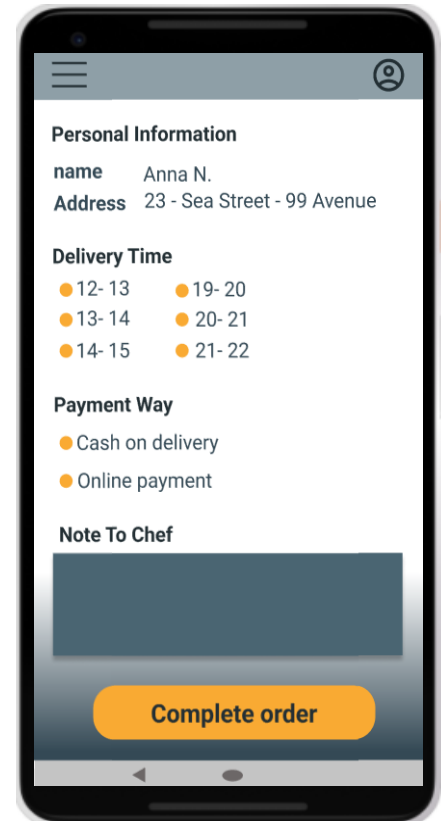 Personal Information
name Anna N.
Address 23 - Sea Street - 99 Avenue
Delivery Time
12- 13 19- 20
13- 14 20- 21
14- 15 21- 22
Payment Way
Cash on delivery
Online payment
Note To Chef
Complete order